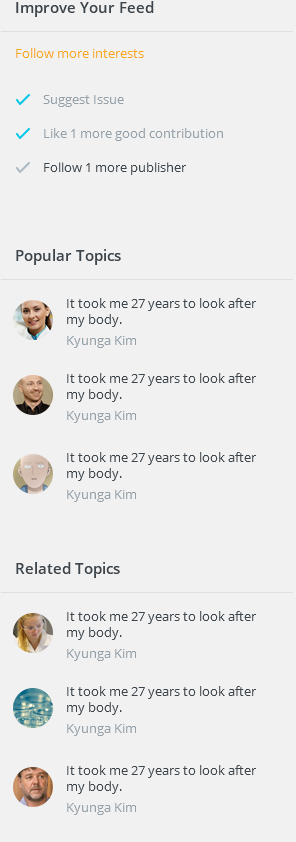 Improve Your Feed
Follow more interests
Suggest Issue
Like 1 more good contribution
Follow 1 more publisher
Popular Topics
It took me 27 years to look after
my body.
Kyunga Kim
It took me 27 years to look after
my body.
Kyunga Kim
It took me 27 years to look after
my body.
Kyunga Kim
Related Topics
It took me 27 years to look after
my body.
Kyunga Kim
It took me 27 years to look after
my body.
Kyunga Kim
It took me 27 years to look after
my body.
Kyunga Kim